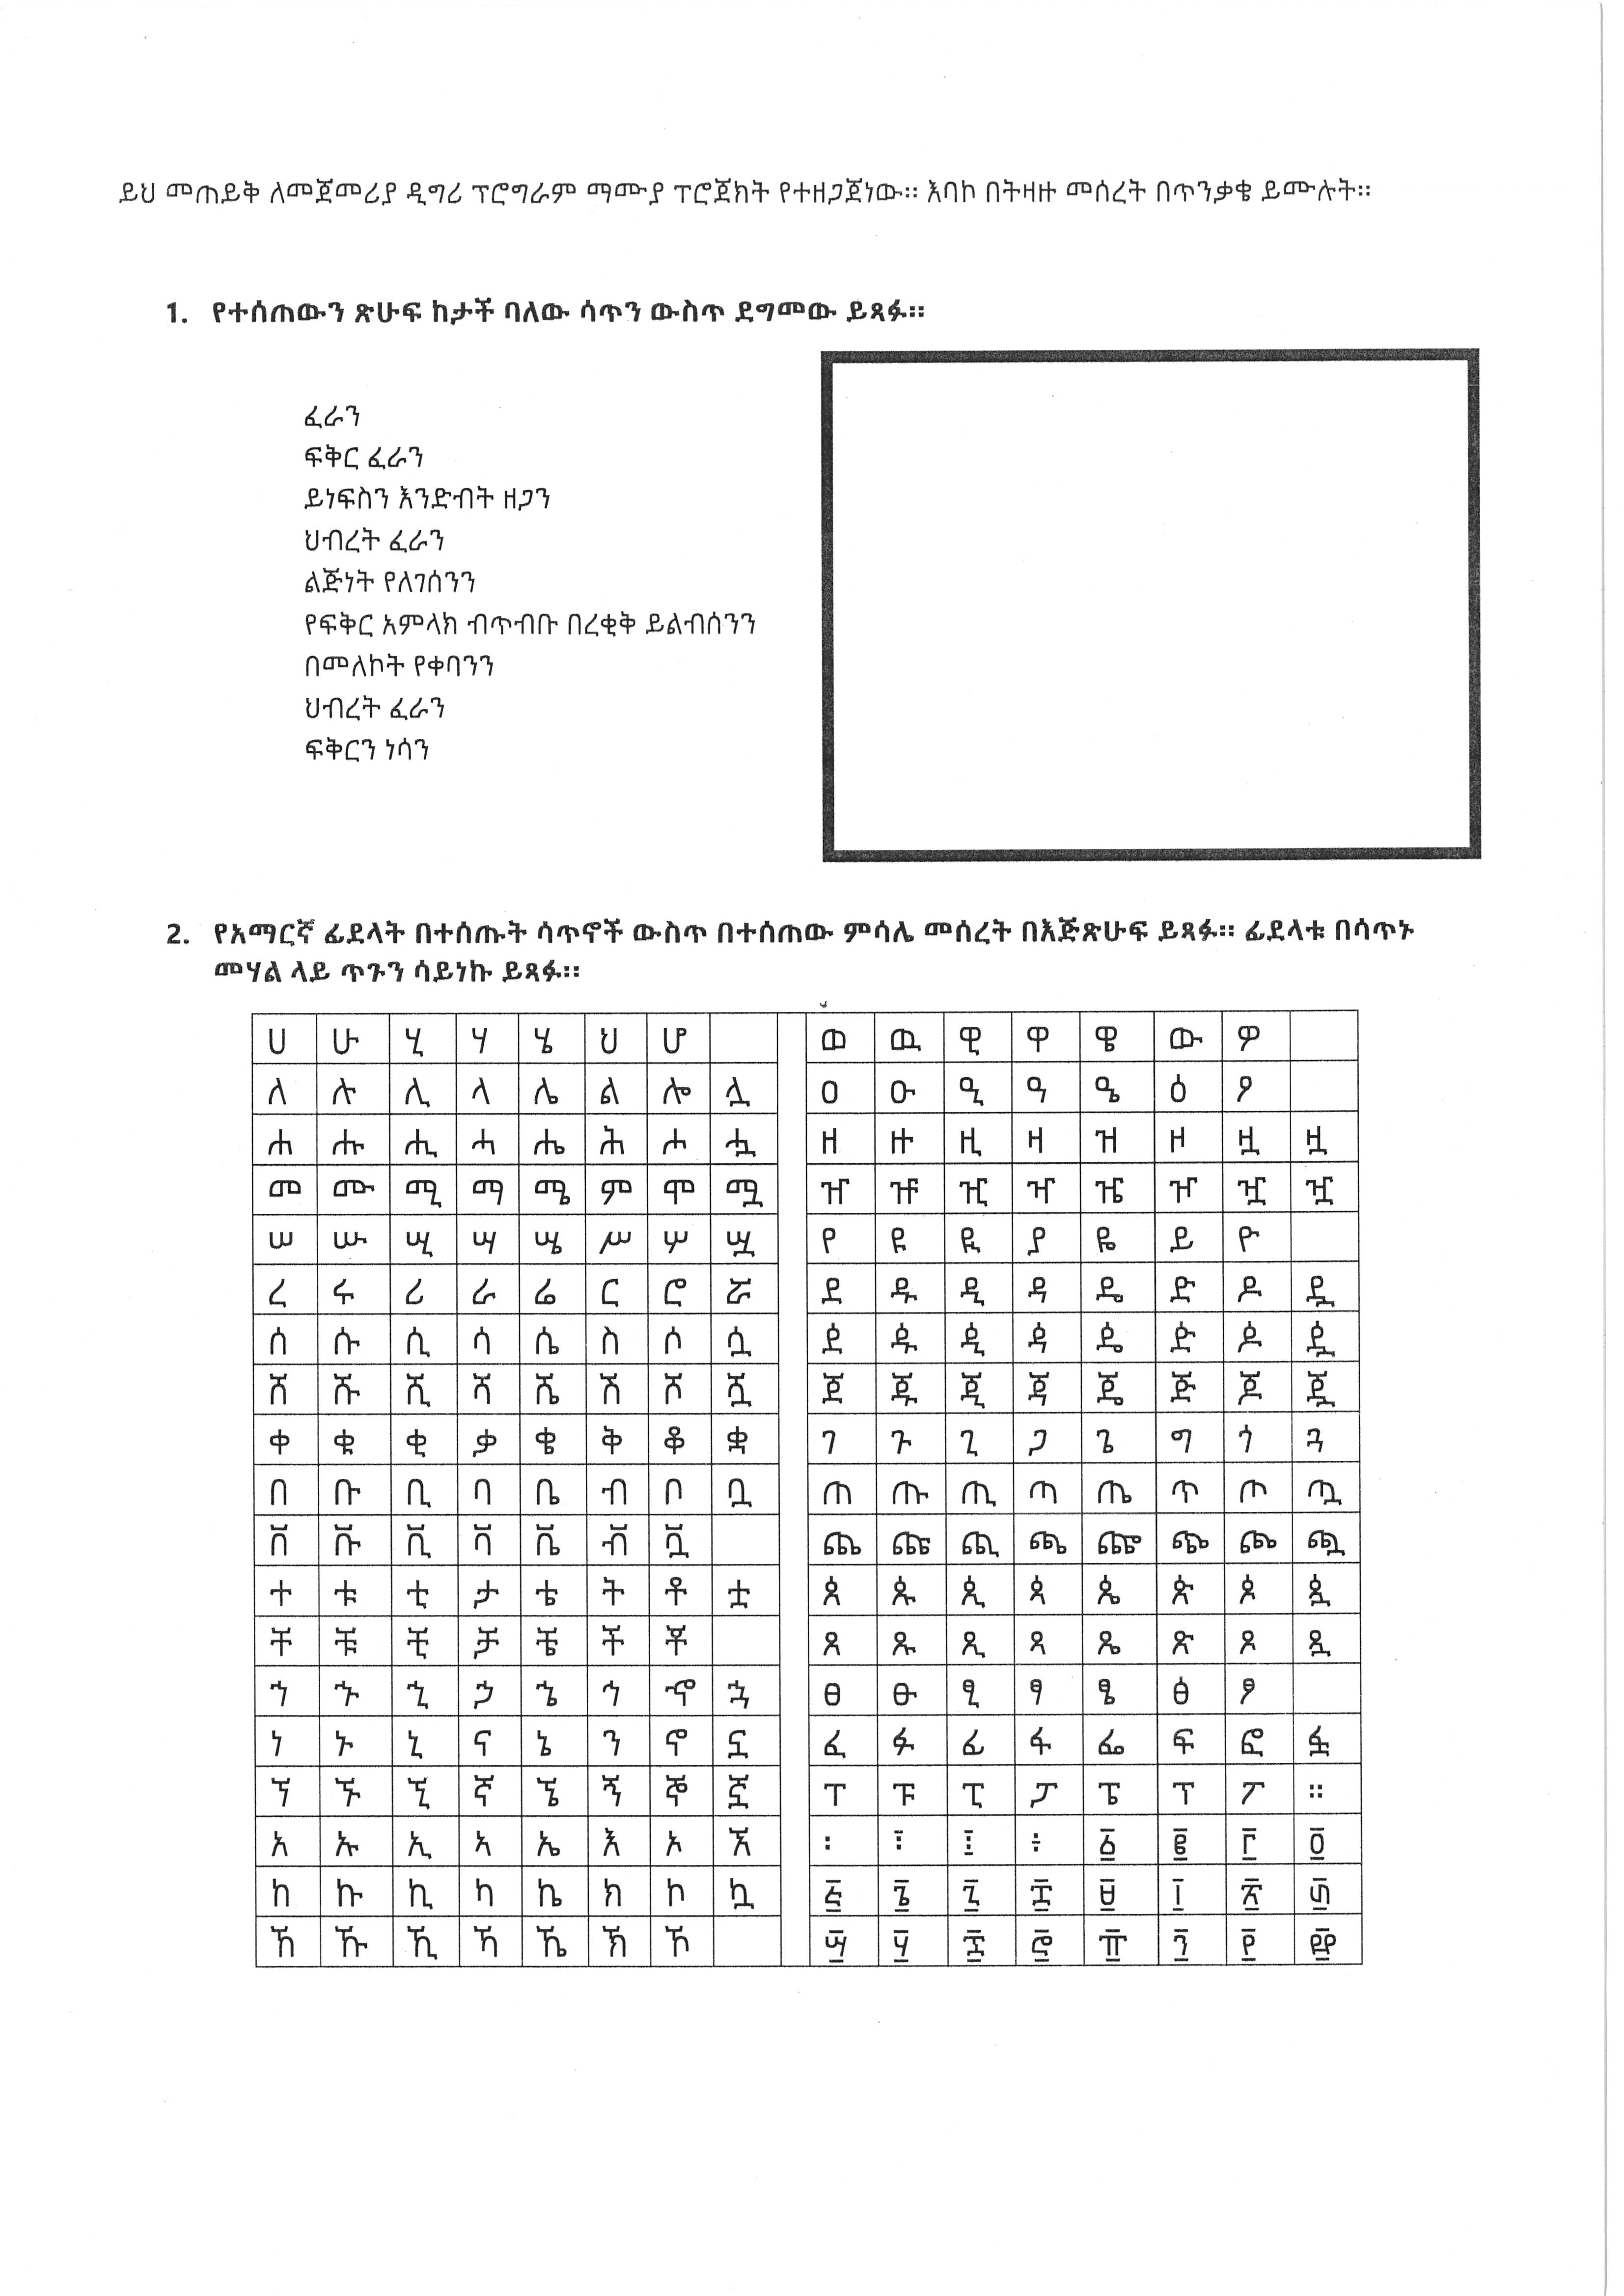 ይህ መጠይቅ ለመጀመሪያ ዲግሪ ፕሮግራም ማሙያ ፕሮጀክት የተዘጋጀነው። እባኮ በትዛዙ መሰረት በጥንቃቄ ይሙሉት።
1. የተሰጠውን ጽሁፍ ከታች ባለው ሳጥን ውስጥ ደግመው ይጻፉ።
ፈራን
ፍቅር ፈራን
ይነፍስን እንድብት ዘጋን
ህብረት ፈራን
ልጅነት የለገሰንን
የፍቅር አምላክ ብጥብቡ በረቂቅ ይልብሰንን
በመለኮት የቀባንን
ህብረት ፈራን
ፍቅርን ነሳን
2. የአማርኛ ፊደላት በተሰጡት ሳጥኖች ውስጥ በተሰጠው ምሳሌ መሰረት በእጅጽሁፍ ይጻፉ። ፊደላቱ በሳጥኑ
መሃል ላይ ጥጉን ሳይነኩ ይጻፉ።
ሀ ሁ ሂ ሃ ሄ ህ ሆ ወ ዉ ዊ ዋ ዌ ው ዎ
ለ ሉ ሊ ላ ሌ ል ሎ ሏ ዐ ዑ ዒ ዓ ዔ ዕ ዖ
ሐ ሑ ሒ ሓ ሔ ሕ ሖ ሗ ዘ ዙ ዚ ዛ ዝ ዞ ዟ ዟ
መ ሙ ሚ ማ ሜ ም ሞ ሟ ዠ ዡ ዢ ዣ ዤ ዦ ዧ ዧ
ሠ ሡ ሢ ሣ ሤ ሥ ሦ ሧ የ ዩ ዪ ያ ዬ ይ ዮ
ረ ሩ ሪ ራ ሬ ር ሮ ሯ ደ ዱ ዲ ዳ ዴ ድ ዶ ዷ
ሰ ሱ ሲ ሳ ሴ ስ ሶ ሷ ዸ ዹ ዺ ዻ ዼ ዽ ዾ ዿ
ሸ ሹ ሺ ሻ ሼ ሽ ሾ ሿ ጀ ጁ ጂ ጃ ጄ ጅ ጆ ጇ
ቀ ቁ ቂ ቃ ቄ ቅ ቆ ቋ ገ ጉ ጊ ጋ ጌ ግ ጎ ጓ
በ ቡ ቢ ባ ቤ ብ ቦ ቧ ጠ ጡ ጢ ጣ ጤ ጥ ጦ ጧ
ቨ ቩ ቪ ቫ ቬ ቭ ቯ ጨ ጩ ጪ ጫ ጬ ጭ ጮ ጯ
ተ ቱ ቲ ታ ቴ ት ቶ ቷ ጰ ጱ ጲ ጳ ጴ ጵ ጶ ጷ
ቸ ቹ ቺ ቻ ቼ ች ቾ ጸ ጹ ጺ ጻ ጼ ጽ ጾ ጿ
ኀ ኁ ኂ ኃ ኄ ኅ ኆ ኋ ፀ ፁ ፂ ፃ ፄ ፅ ፆ
ነ ኑ ኒ ና ኔ ን ኖ ኗ ፈ ፉ ፊ ፋ ፌ ፍ ፎ ፏ
ኘ ኙ ኚ ኛ ኜ ኝ ኞ ኟ ፐ ፑ ፒ ፓ ፔ ፕ ፖ ።
አ ኡ ኢ ኣ ኤ እ ኦ ኧ ፡ ፣ ፤ ÷ ፩ ፪ ፫ ፬
ከ ኩ ኪ ካ ኬ ክ ኮ ኳ ፭ ፮ ፯ ፰ ፱ ፲ ፳ ፴
ኸ ኹ ኺ ኻ ኼ ኽ ኾ ፵ ፶ ፷ ፸ ፹ ፺ ፻ ፼